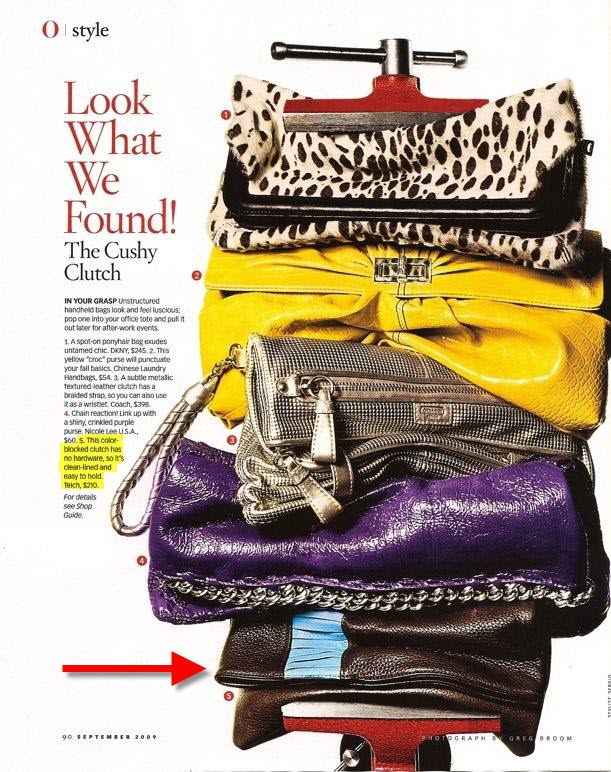 O | style
Look
What
We
Found!
The Cushy
Clutch
IN YOUR GRASP Unstructured
handheld bags look and feel luscious;
pop one into your office tote and pull it
out later for after-work events.
1. A spot-on ponyhair bag exudes
untamed chic. DKNY, $245. 2. This
yellow "croc" purse will punctuate
your fall basics. Chinese Laundry
Handbags, $54. 3. A subtle metallic
textured-leather clutch has a
braided strap, so you can also use
it as a wristlet. Coach, $398.
4. Chain reaction! Link up with
a shiny, crinkled purple
purse. Nicole Lee U.S.A.,
$60. 5. This color-
blocked clutch has
no hardware, so it's
clean-lined and
easy to hold.
Teich, $210.
For details
see Shop
Guide.
1
2
3
4
5
90 SEPTEMBER 2009
PHOTOGRAPH BY GREG BROOM